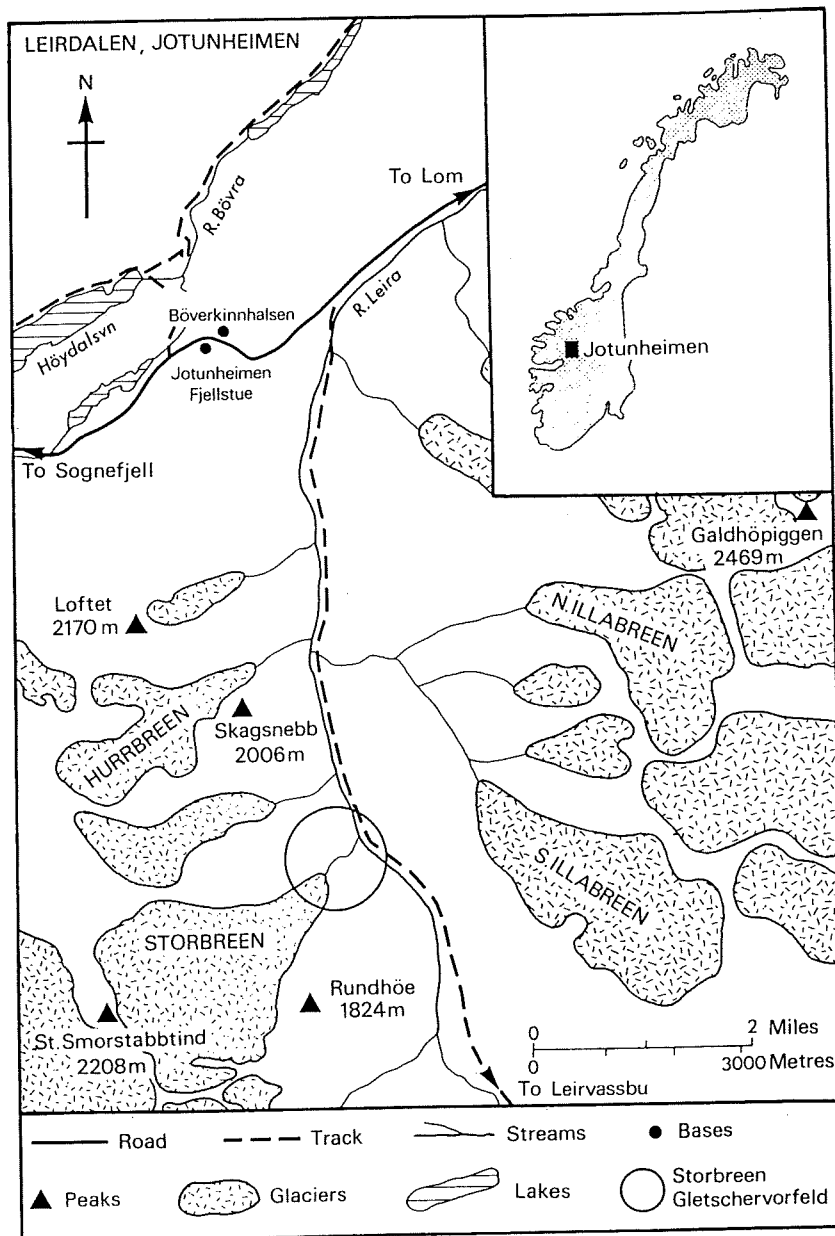 LEIRDALEN, JOTUNHEIMEN
N
R. Bövra
To Lom
R. Leira
Böverkinnhalsen
Höydalsvn
Jotunheimen
Fjellstue
To Sognefjell
Jotunheimen
Galdhöpiggen
2469m
Loftet
2170 m
N.ILLABREEN
Skagsnebb
2006m
HURRBREEN
S.ILLABREEN
STORBREEN
Rundhöe
1824m
St.Smorstabbtind
2208m
0 2 Miles
0 3000 Metres
To Leirvassbu
Road
Track
Streams
Bases
Peaks
Glaciers
Lakes
Storbreen
Gletschervorfeld